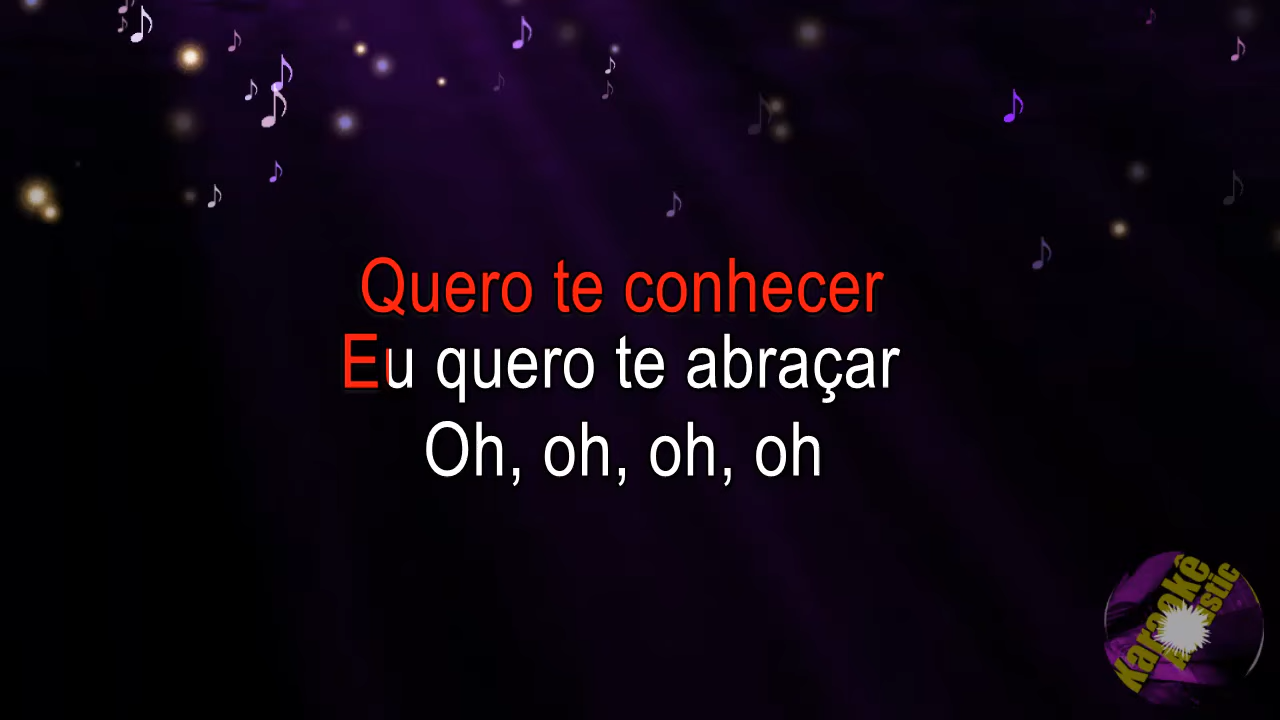 Quero te conhecer
Eu quero te abraçar
Oh, oh, oh, oh
Karaokê